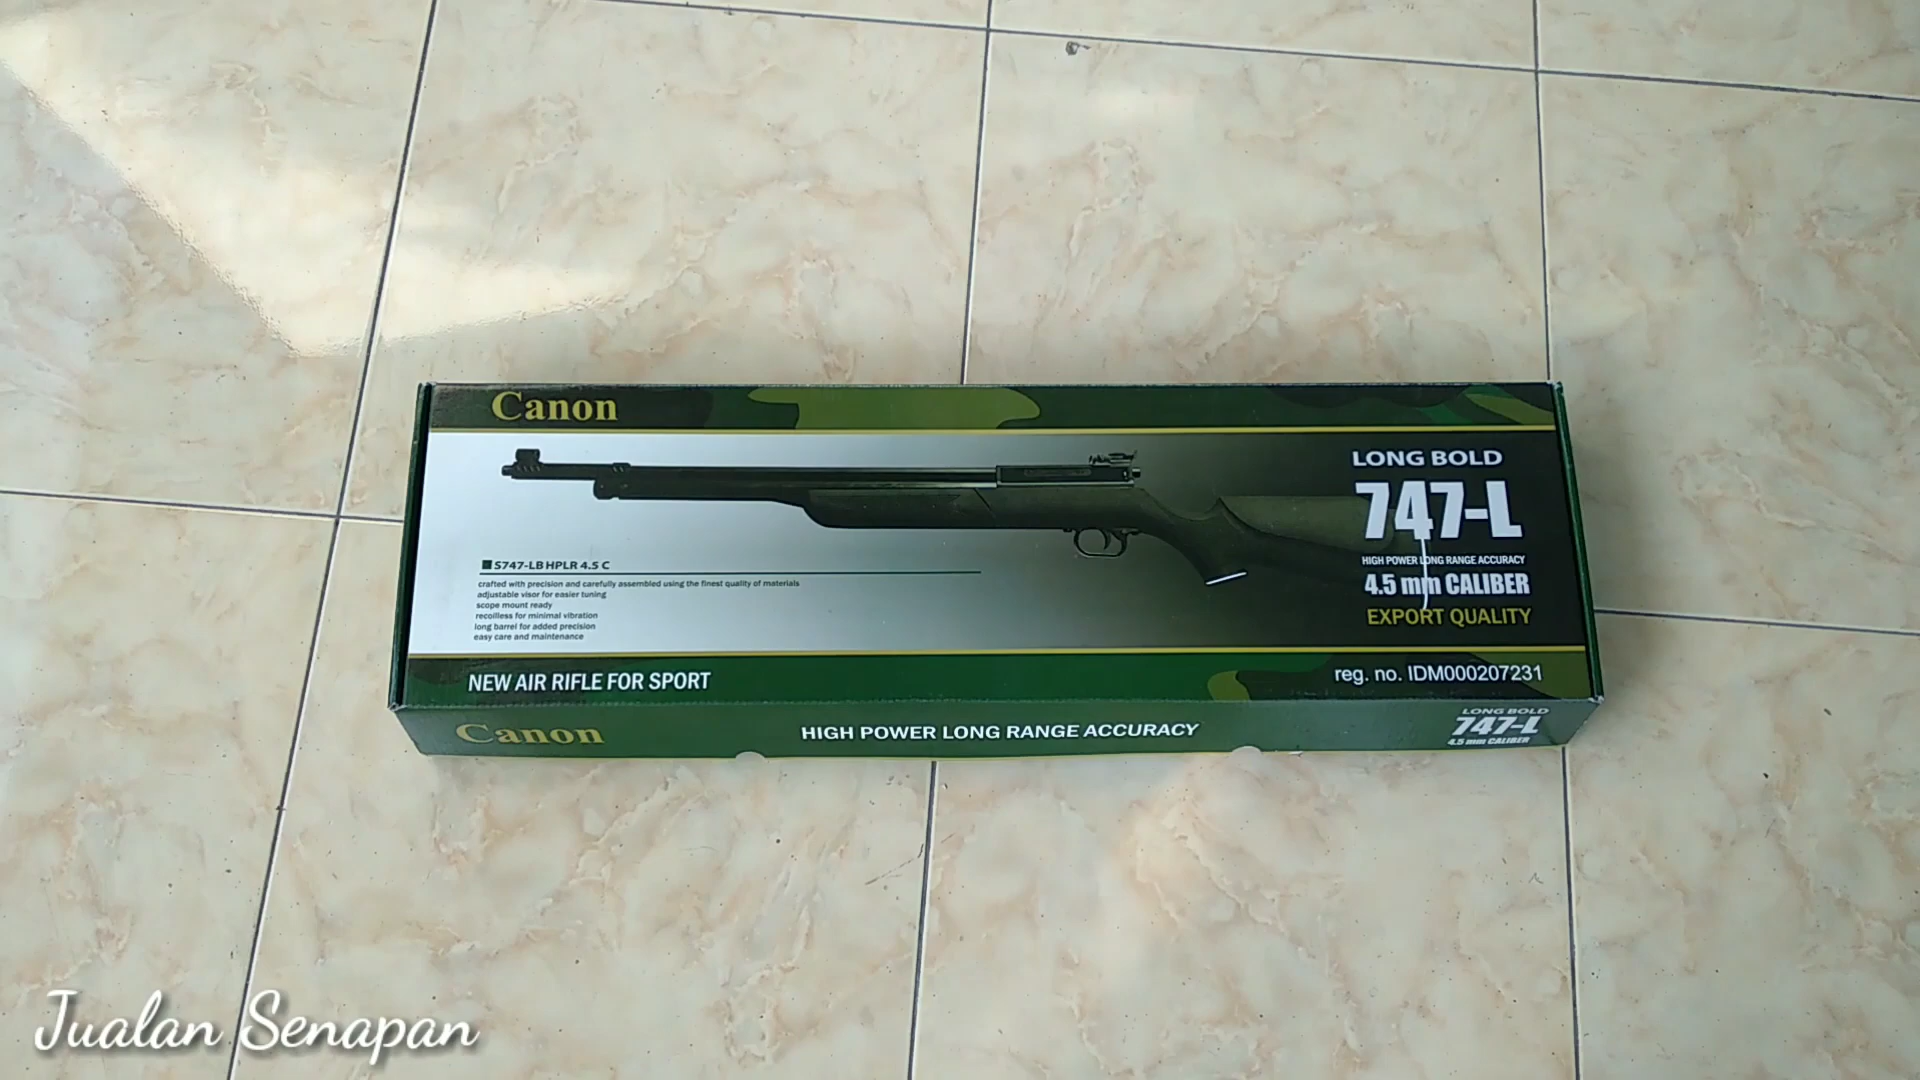 Canon
LONG BOLD
747-L
HIGH POWER LONG RANGE ACCURACY
4.5 mm CALIBER
EXPORT QUALITY
S747-LB HPLR 4.5 C
crafted with precision and carefully assembled using the finest quality of materials
adjustable visor for easier tuning
scope mount ready
recoilless for minimal vibration
long barrel for added precision
easy care and maintenance
NEW AIR RIFLE FOR SPORT
reg. no. IDM000207231
Canon
HIGH POWER LONG RANGE ACCURACY
LONG BOLD
747-L
4.5 mm CALIBER
Jualan Senapan